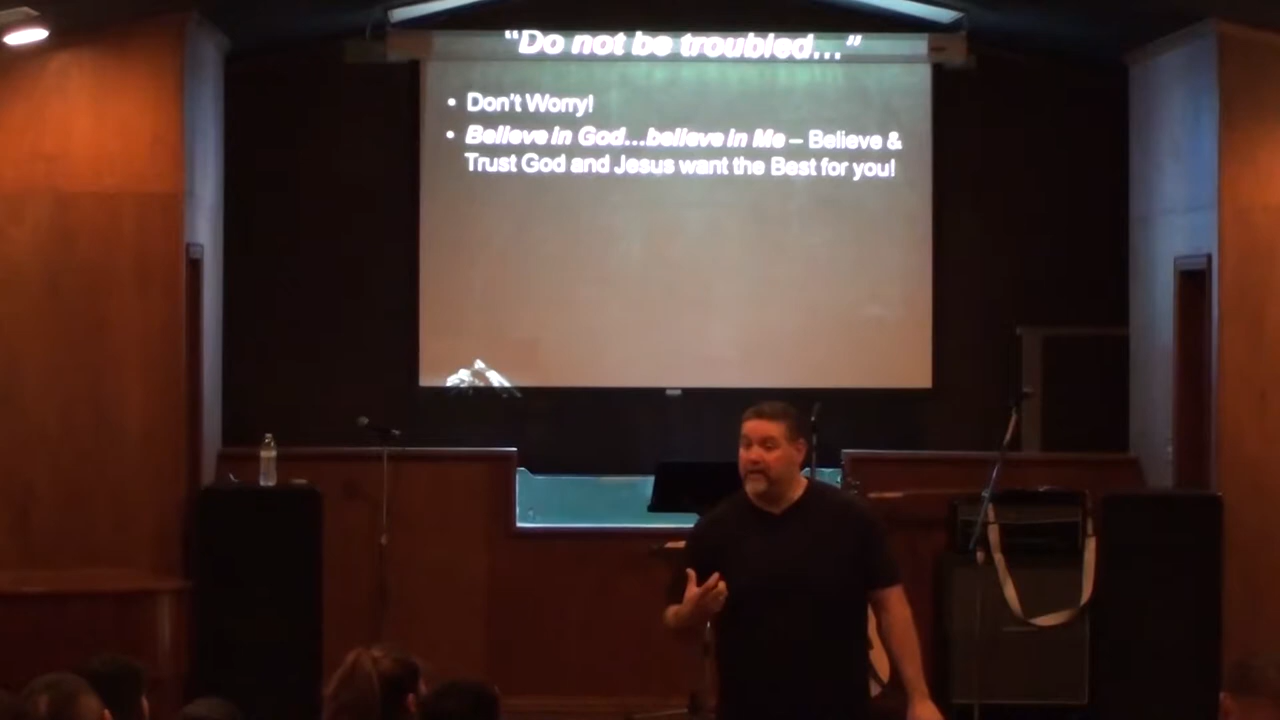 “Do not be troubled…”
• Don't Worry!
• Believe in God…believe in Me – Believe &
Trust God and Jesus want the Best for you!